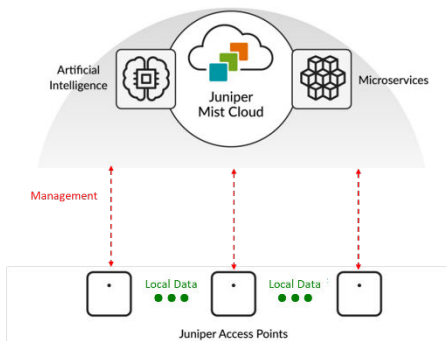 Artificial
Intelligence
Juniper
Mist Cloud
Microservices
Management
Local Data
Local Data
Juniper Access Points